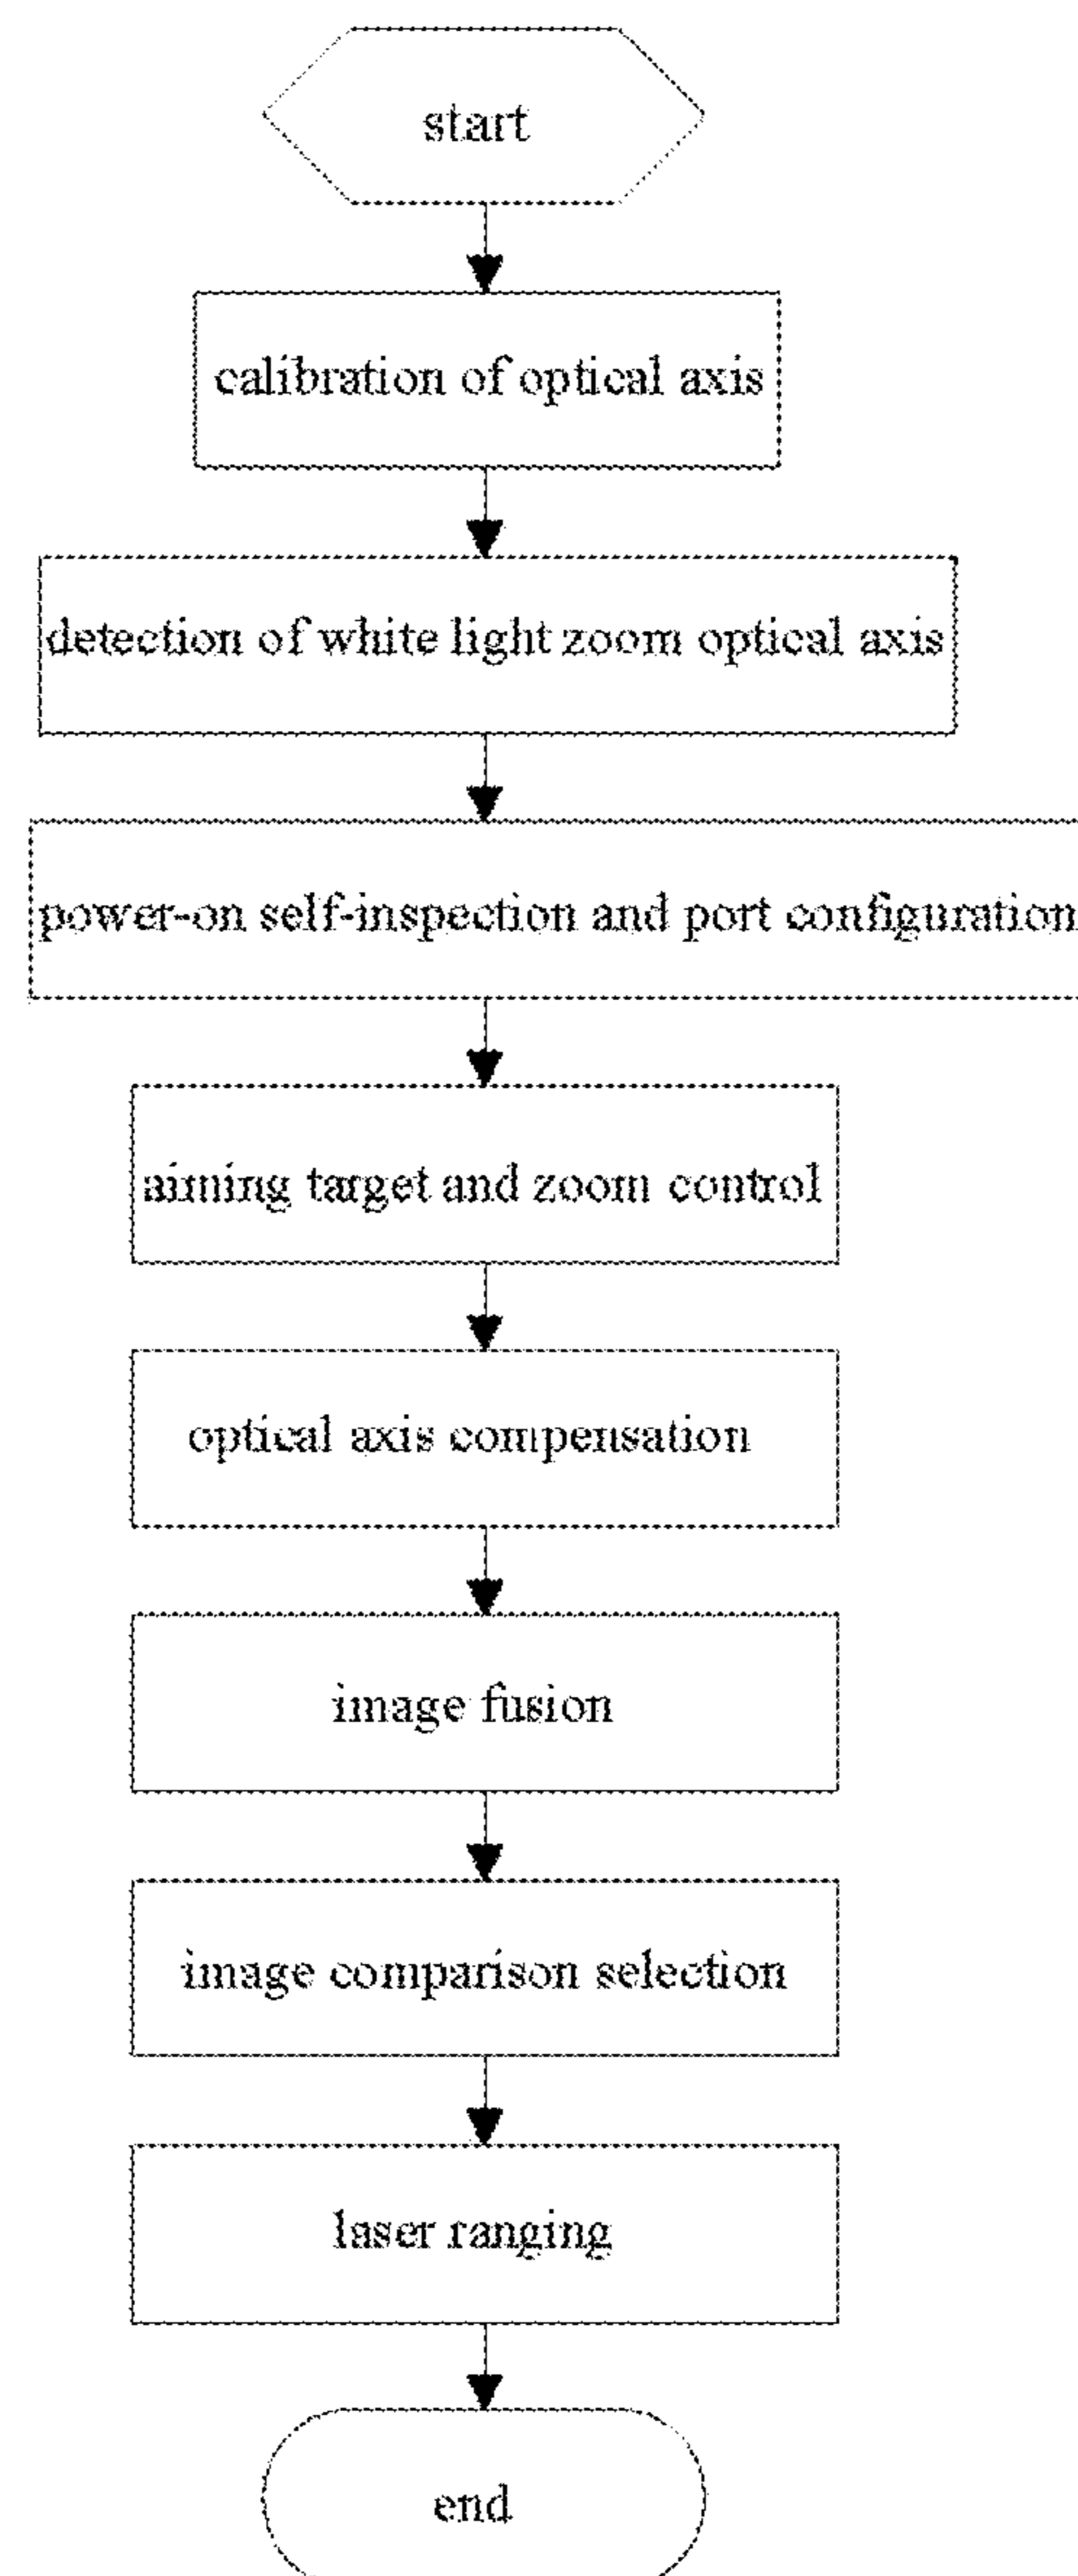 start
calibration of optical axis
detection of white light zoom optical axis
power-on self-inspection and port configuration
aiming target and zoom control
optical axis compensation
image fusion
image comparison selection
laser ranging
end